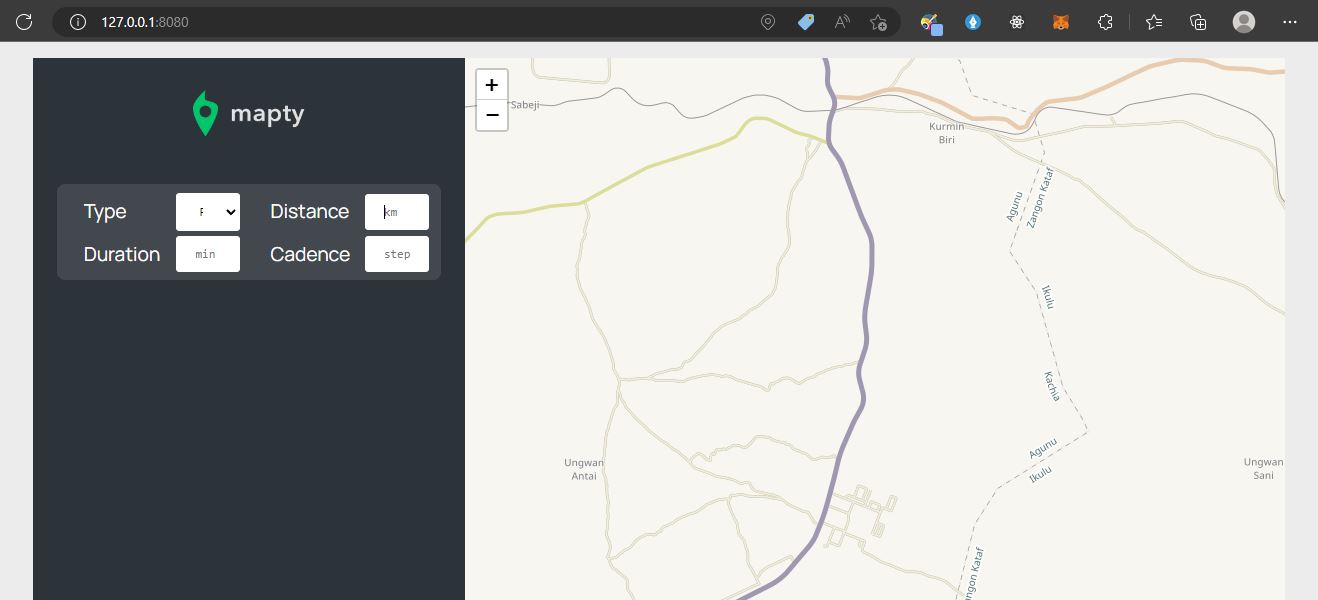 127.0.0.1:8080
mapty
Type
Distance
km
Duration
min
Cadence
step
+
−
Sabeji
Kurmin
Biri
Agunu
Zangon Kataf
Ikulu
Kachia
Agunu
Ikulu
Ungwan
Antai
Ungwan
Sani
ngon Kataf